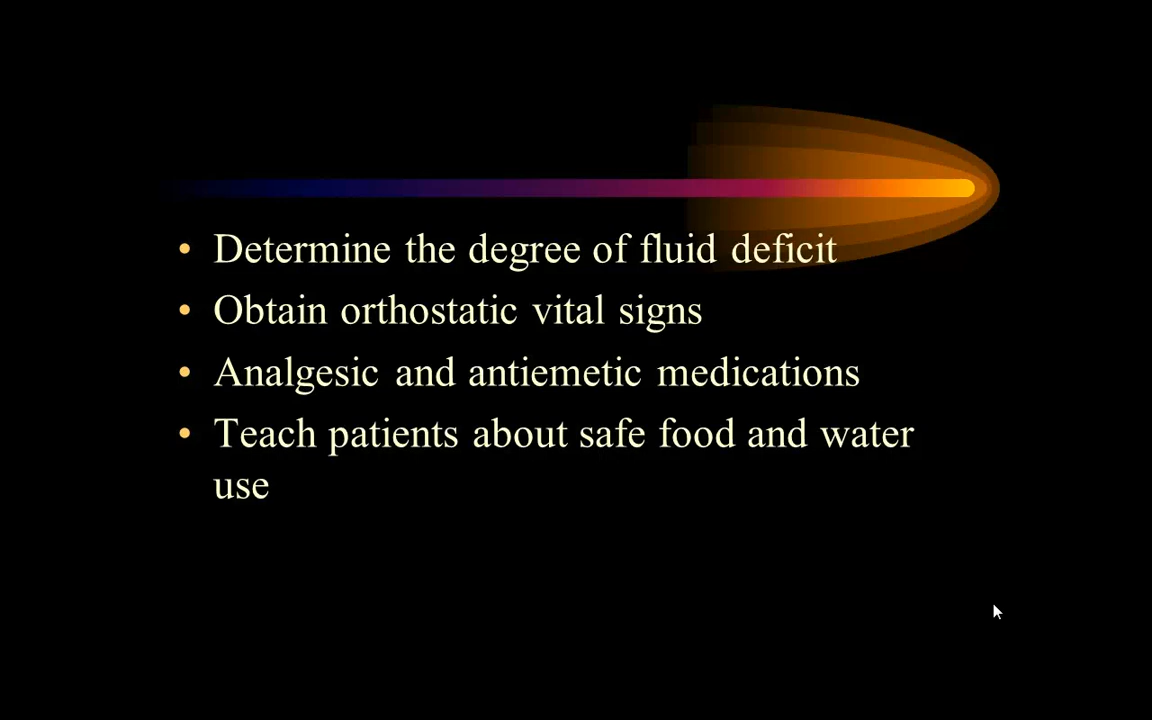 • Determine the degree of fluid deficit
• Obtain orthostatic vital signs
• Analgesic and antiemetic medications
• Teach patients about safe food and water
use